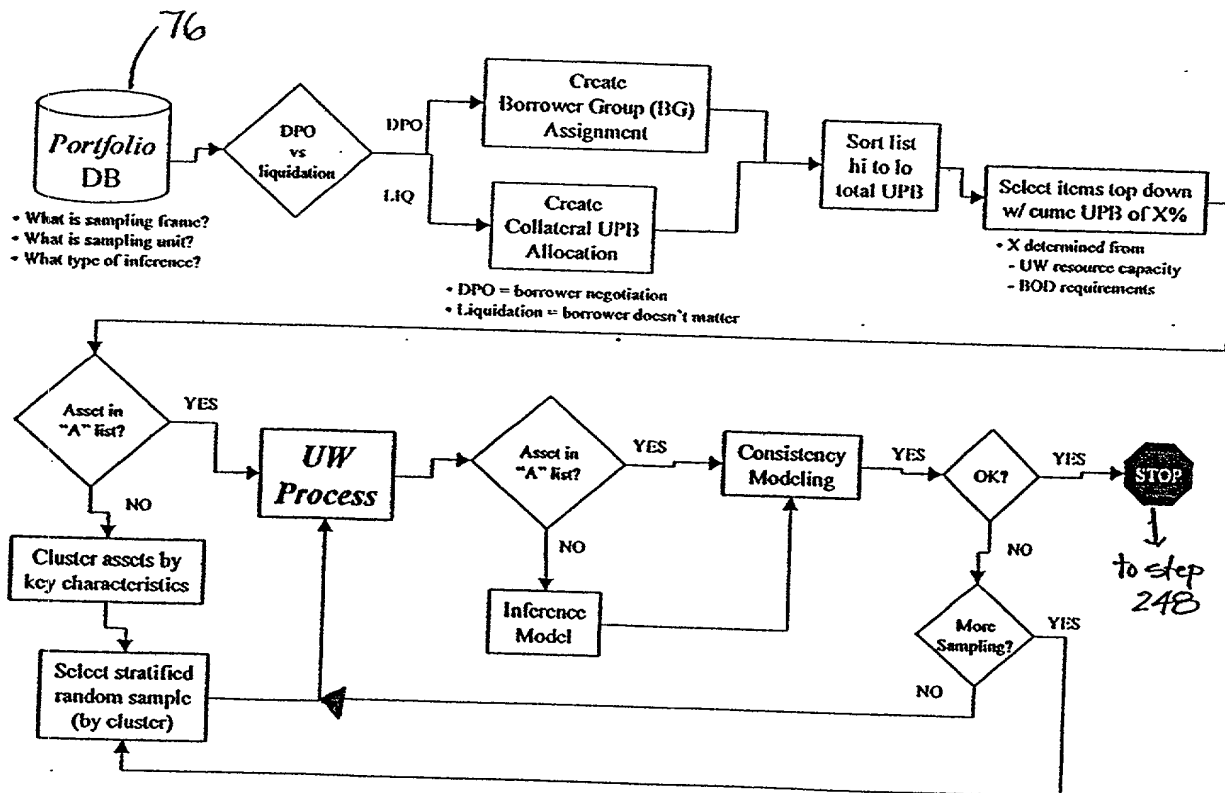 76
Portfolio
DB
• What is sampling frame?
• What is sampling unit?
• What type of inference?
DPO
vs
liquidation
DPO
LIQ
Create
Borrower Group (BG)
Assignment
Create
Collateral UPB
Allocation
• DPO = borrower negotiation
• Liquidation = borrower doesn't matter
Sort list
hi to lo
total UPB
Select items top down
w/ cume UPB of X%
• X determined from
- UW resource capacity
- BOD requirements
Asset in
"A" list?
YES
NO
Cluster assets by
key characteristics
Select stratified
random sample
(by cluster)
UW
Process
Asset in
"A" list?
YES
NO
Inference
Model
Consistency
Modeling
YES
OK?
YES
STOP
to step
248
NO
More
Sampling?
YES
NO